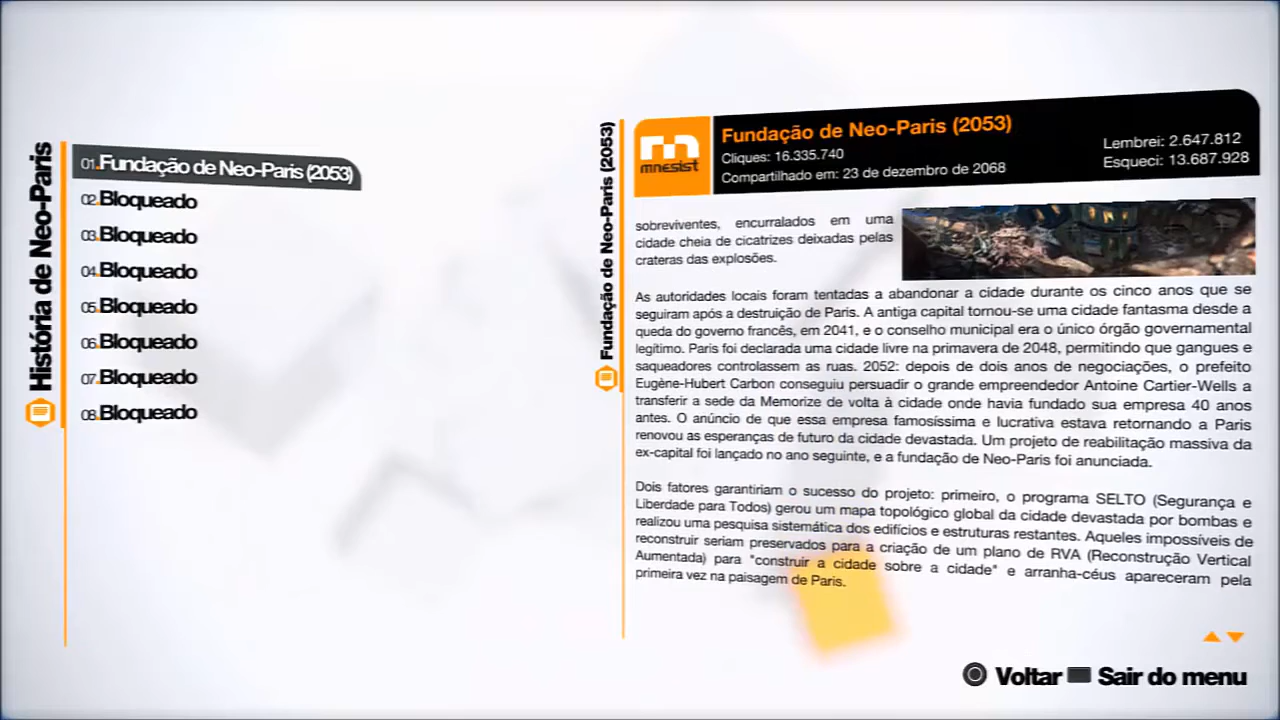 História de Neo-Paris
01.Fundação de Neo-Paris (2053)
02.Bloqueado
03.Bloqueado
04.Bloqueado
05.Bloqueado
06.Bloqueado
07.Bloqueado
08.Bloqueado
Fundação de Neo-Paris (2053)
mnesist
Fundação de Neo-Paris (2053)
Cliques: 16.335.740
Compartilhado em: 23 de dezembro de 2068
Lembrei: 2.647.812
Esqueci: 13.687.928
sobreviventes, encurralados em uma
cidade cheia de cicatrizes deixadas pelas
crateras das explosões.
As autoridades locais foram tentadas a abandonar a cidade durante os cinco anos que se
seguiram após a destruição de Paris. A antiga capital tornou-se uma cidade fantasma desde a
queda do governo francês, em 2041, e o conselho municipal era o único órgão governamental
legítimo. Paris foi declarada uma cidade livre na primavera de 2048, permitindo que gangues e
saqueadores controlassem as ruas. 2052: depois de dois anos de negociações, o prefeito
Eugène-Hubert Carbon conseguiu persuadir o grande empreendedor Antoine Cartier-Wells a
transferir a sede da Memorize de volta à cidade onde havia fundado sua empresa 40 anos
antes. O anúncio de que essa empresa famosíssima e lucrativa estava retornando a Paris
renovou as esperanças de futuro da cidade devastada. Um projeto de reabilitação massiva da
ex-capital foi lançado no ano seguinte, e a fundação de Neo-Paris foi anunciada.
Dois fatores garantiriam o sucesso do projeto: primeiro, o programa SELTO (Segurança e
Liberdade para Todos) gerou um mapa topológico global da cidade devastada por bombas e
realizou uma pesquisa sistemática dos edifícios e estruturas restantes. Aqueles impossíveis de
reconstruir seriam preservados para a criação de um plano de RVA (Reconstrução Vertical
Aumentada) para "construir a cidade sobre a cidade" e arranha-céus apareceram pela
primeira vez na paisagem de Paris.
Voltar Sair do menu